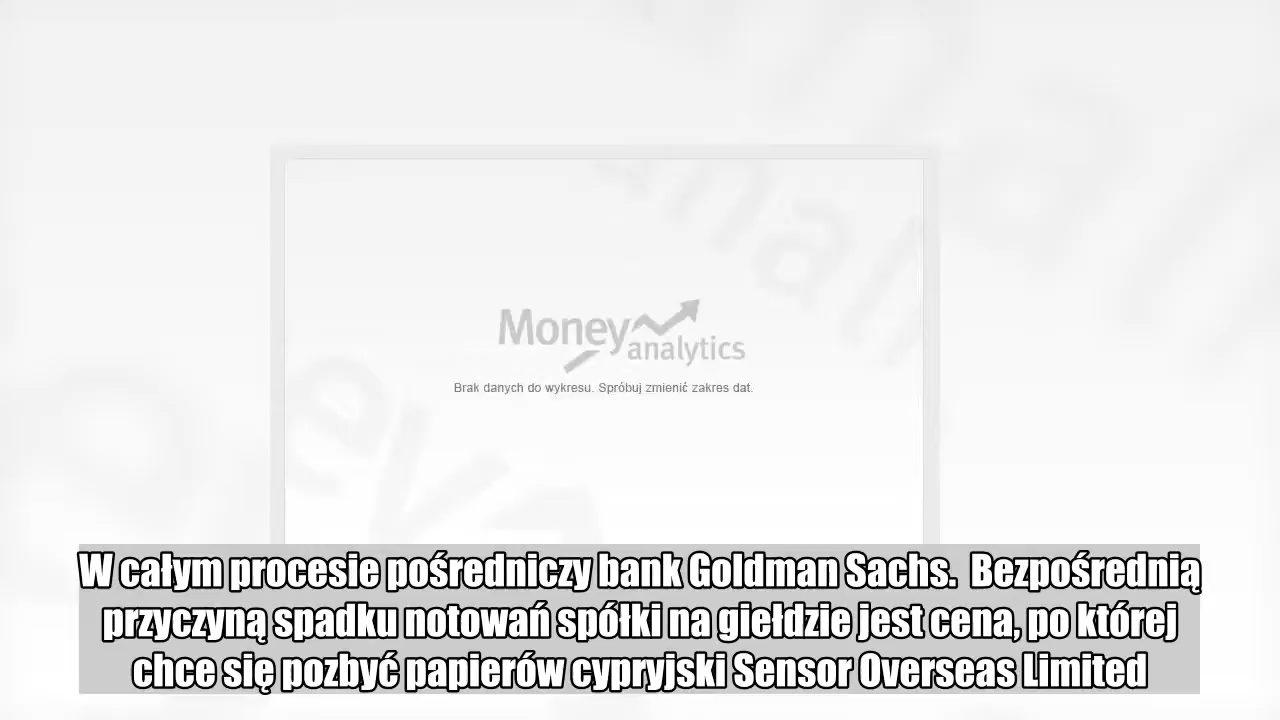 Money
analytics
Brak danych do wykresu. Spróbuj zmienić zakres dat.
W całym procesie pośredniczy bank Goldman Sachs. Bezpośrednią
przyczyną spadku notowań spółki na giełdzie jest cena, po której
chce się pozbyć papierów cypryjski Sensor Overseas Limited